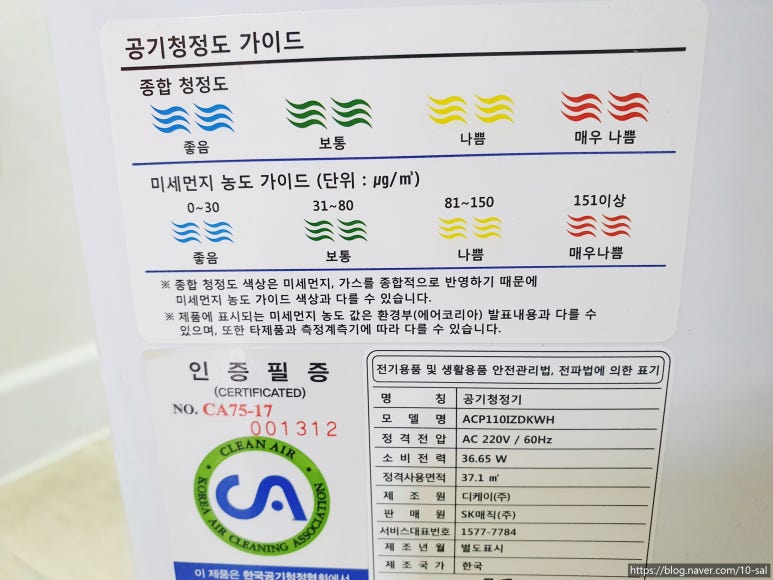 공기청정도 가이드
종합 청정도
좋음 보통 나쁨 매우 나쁨
미세먼지 농도 가이드 (단위 : μg/㎥)
0~30 31~80 81~150 151이상
좋음 보통 나쁨 매우나쁨
※ 종합 청정도 색상은 미세먼지, 가스를 종합적으로 반영하기 때문에
미세먼지 농도 가이드 색상과 다를 수 있습니다.
※ 제품에 표시되는 미세먼지 농도 값은 환경부(에어코리아) 발표내용과 다를 수
있으며, 또한 타제품과 측정계측기에 따라 다를 수 있습니다.
인증필증
(CERTIFICATED)
NO. CA75-17
001312
CLEAN AIR
CA
KOREA AIR CLEANING ASSOCIATION
이 제품은 한국공기청정협회에서
전기용품 및 생활용품 안전관리법, 전파법에 의한 표기
명 칭 공기청정기
모 델 명 ACP110IZDKWH
정 격 전 압 AC 220V / 60Hz
소 비 전 력 36.65 W
정격사용면적 37.1 ㎡
제 조 원 디케이(주)
판 매 원 SK매직(주)
서비스대표번호 1577-7784
제 조 년 월 별도표시
제 조 국 가 한국
https://blog.naver.com/10-sal